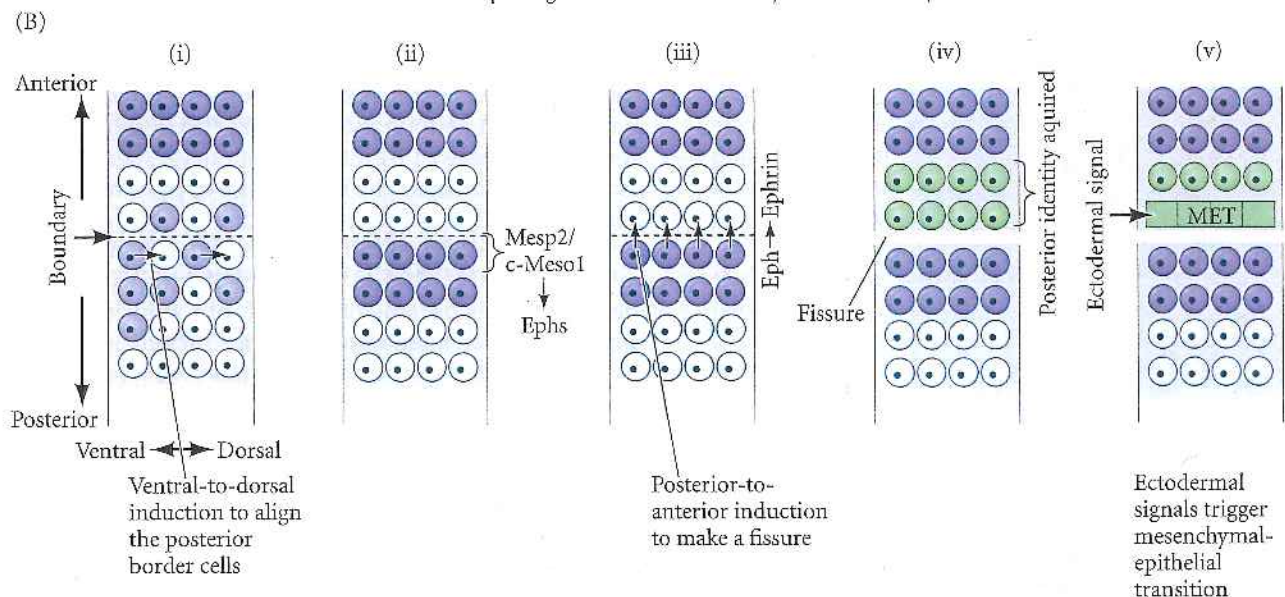 (B)
(i)
(ii)
(iii)
(iv)
(v)
Anterior
Boundary
Posterior
Ventral
Dorsal
Ventral-to-dorsal
induction to align
the posterior
border cells
Mesp2/
c-Meso1
Ephs
Eph
Ephrin
Posterior-to-
anterior induction
to make a fissure
Fissure
Posterior identity aquired
Ectodermal signal
MET
Ectodermal
signals trigger
mesenchymal-
epithelial
transition